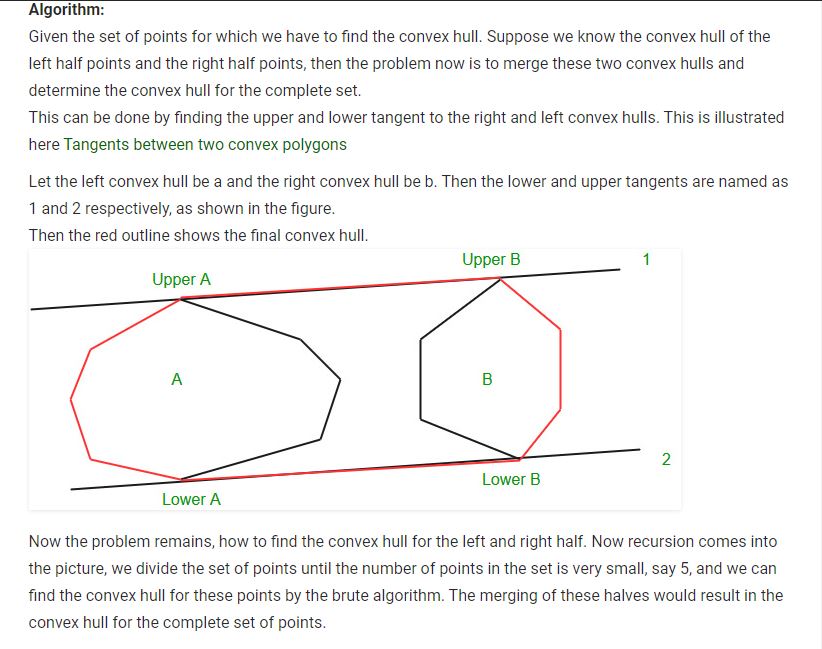 Algorithm:
Given the set of points for which we have to find the convex hull. Suppose we know the convex hull of the
left half points and the right half points, then the problem now is to merge these two convex hulls and
determine the convex hull for the complete set.
This can be done by finding the upper and lower tangent to the right and left convex hulls. This is illustrated
here Tangents between two convex polygons
Let the left convex hull be a and the right convex hull be b. Then the lower and upper tangents are named as
1 and 2 respectively, as shown in the figure.
Then the red outline shows the final convex hull.
Upper B
1
Upper A
A
B
2
Lower B
Lower A
Now the problem remains, how to find the convex hull for the left and right half. Now recursion comes into
the picture, we divide the set of points until the number of points in the set is very small, say 5, and we can
find the convex hull for these points by the brute algorithm. The merging of these halves would result in the
convex hull for the complete set of points.